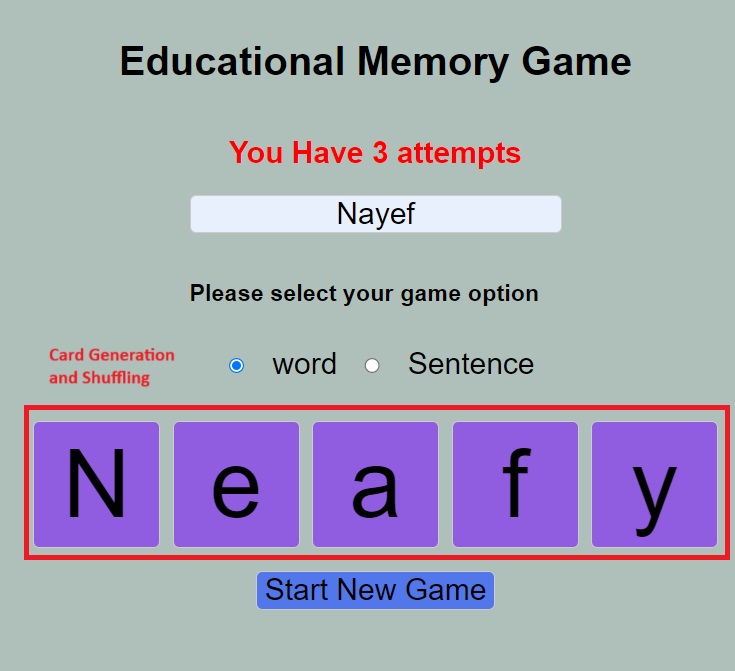 Educational Memory Game
You Have 3 attempts
Nayef
Please select your game option
Card Generation
and Shuffling
word Sentence
N e a f y
Start New Game